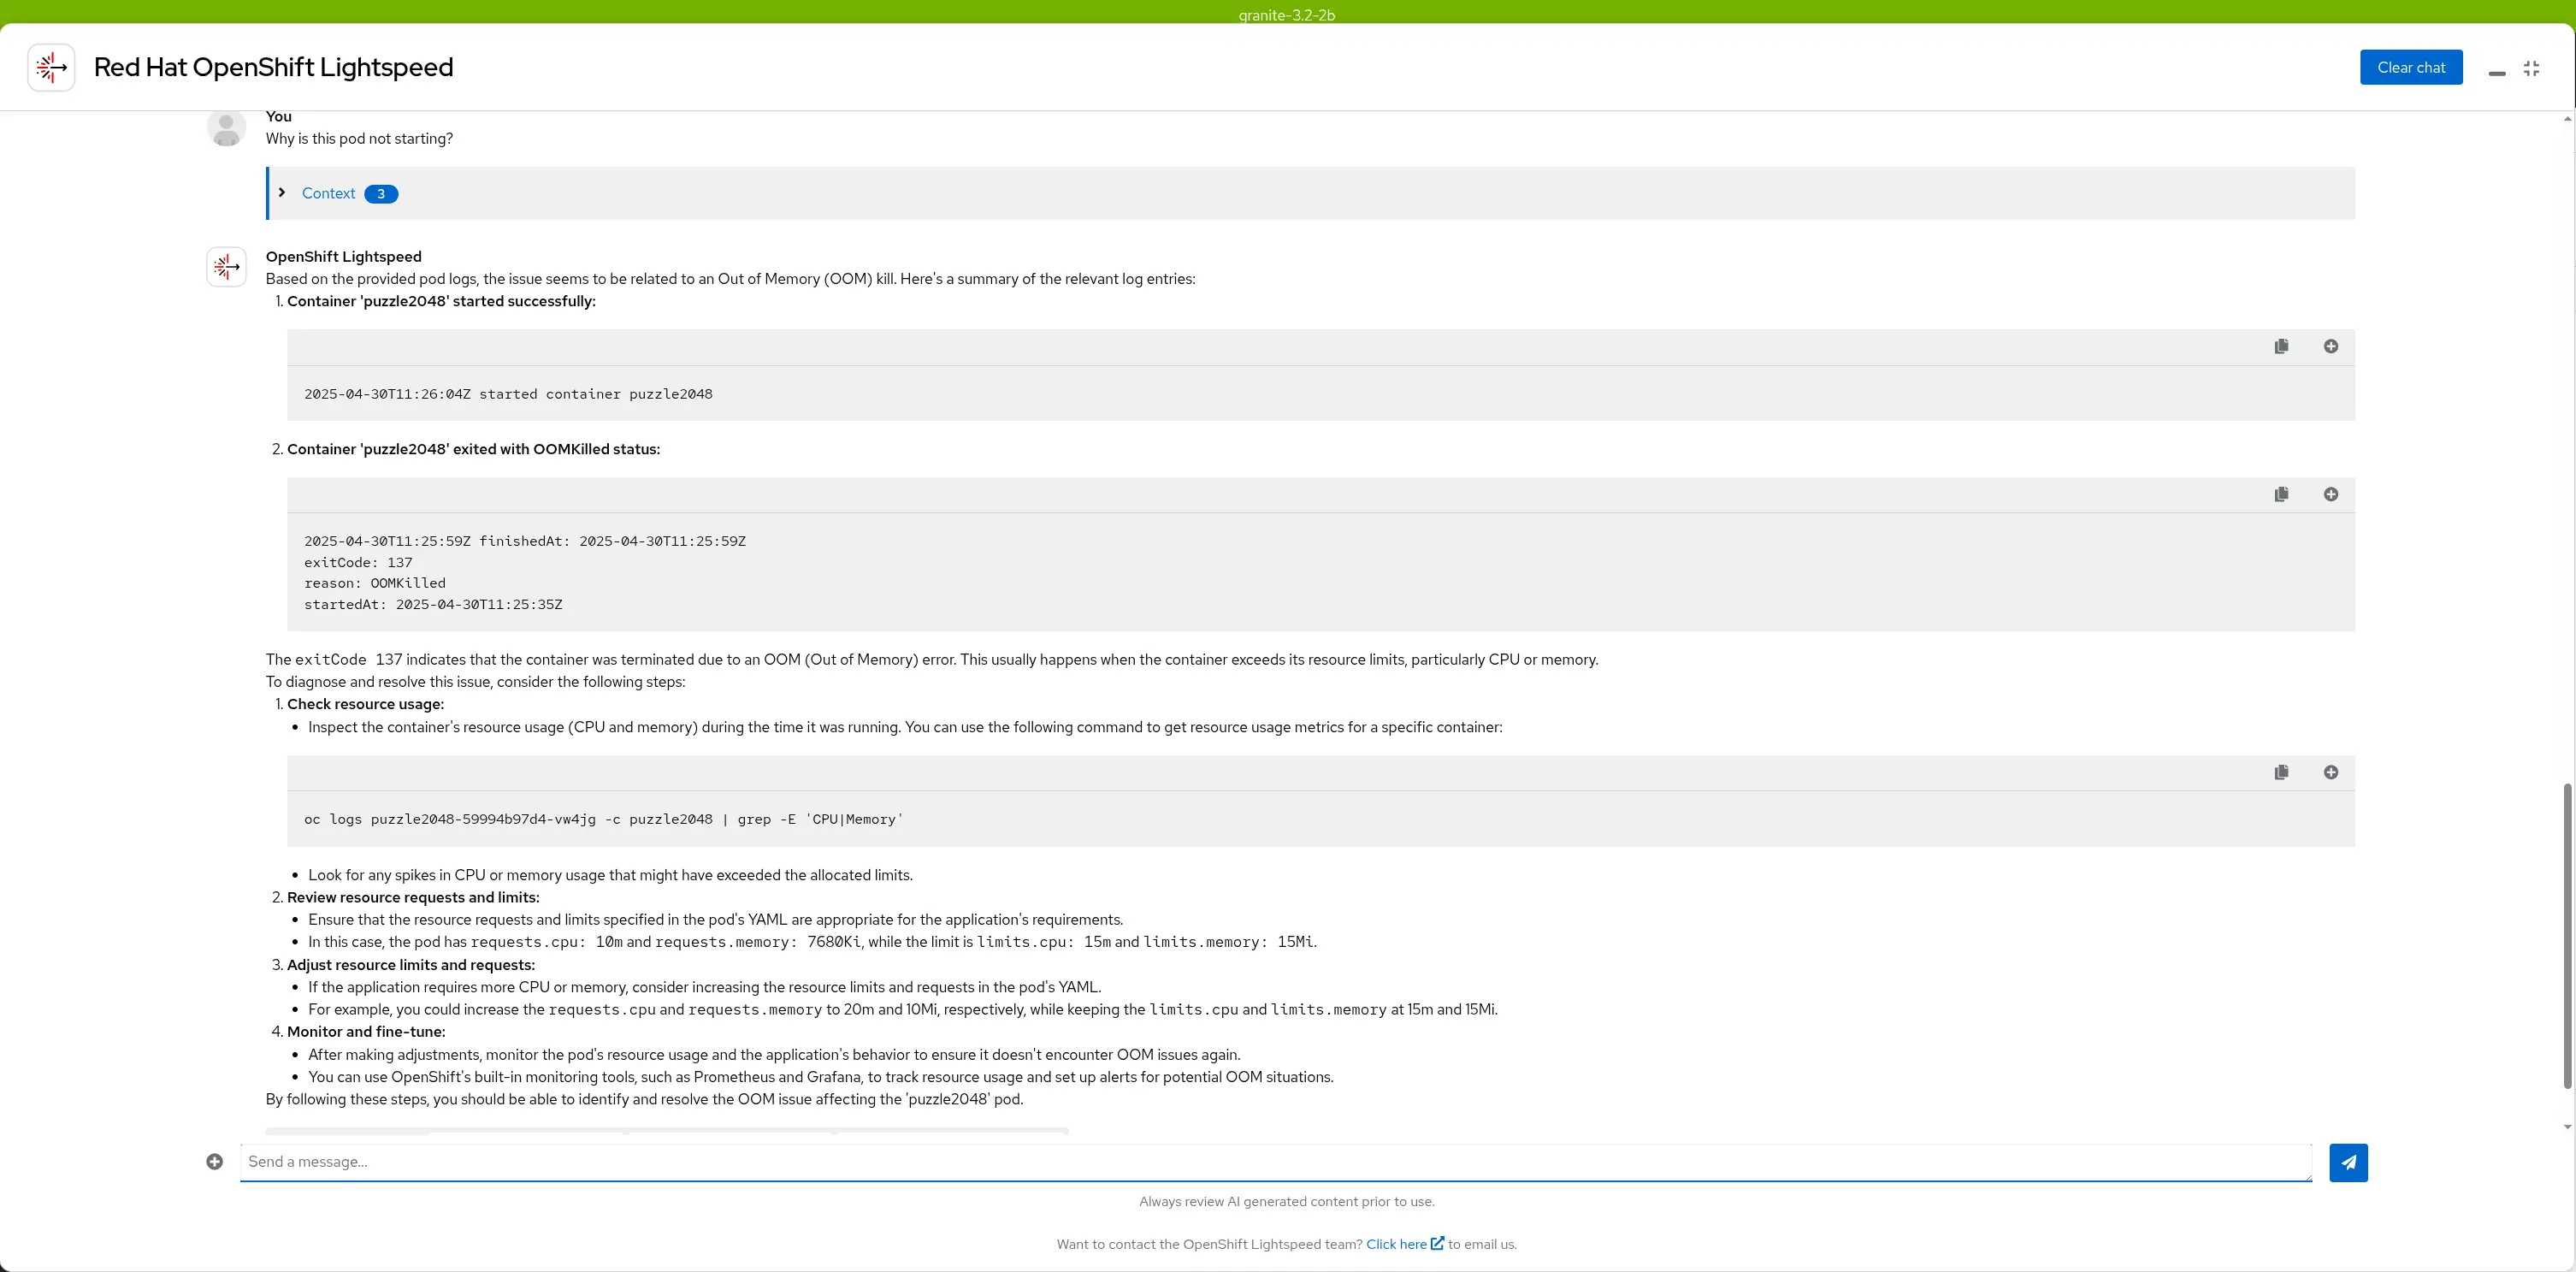 granite-3.2-2b
Red Hat OpenShift Lightspeed
Clear chat
You
Why is this pod not starting?
Context 3
OpenShift Lightspeed
Based on the provided pod logs, the issue seems to be related to an Out of Memory (OOM) kill. Here's a summary of the relevant log entries:
1. Container 'puzzle2048' started successfully:
2025-04-30T11:26:04Z started container puzzle2048
2. Container 'puzzle2048' exited with OOMKilled status:
2025-04-30T11:25:59Z finishedAt: 2025-04-30T11:25:59Z
exitCode: 137
reason: OOMKilled
startedAt: 2025-04-30T11:25:35Z
The exitCode 137 indicates that the container was terminated due to an OOM (Out of Memory) error. This usually happens when the container exceeds its resource limits, particularly CPU or memory.
To diagnose and resolve this issue, consider the following steps:
1. Check resource usage:
• Inspect the container's resource usage (CPU and memory) during the time it was running. You can use the following command to get resource usage metrics for a specific container:
oc logs puzzle2048-59994b97d4-vw4jg -c puzzle2048 | grep -E 'CPU|Memory'
• Look for any spikes in CPU or memory usage that might have exceeded the allocated limits.
2. Review resource requests and limits:
• Ensure that the resource requests and limits specified in the pod's YAML are appropriate for the application's requirements.
• In this case, the pod has requests.cpu: 10m and requests.memory: 7680Ki, while the limit is limits.cpu: 15m and limits.memory: 15Mi.
3. Adjust resource limits and requests:
• If the application requires more CPU or memory, consider increasing the resource limits and requests in the pod's YAML.
• For example, you could increase the requests.cpu and requests.memory to 20m and 10Mi, respectively, while keeping the limits.cpu and limits.memory at 15m and 15Mi.
4. Monitor and fine-tune:
• After making adjustments, monitor the pod's resource usage and the application's behavior to ensure it doesn't encounter OOM issues again.
• You can use OpenShift's built-in monitoring tools, such as Prometheus and Grafana, to track resource usage and set up alerts for potential OOM situations.
By following these steps, you should be able to identify and resolve the OOM issue affecting the 'puzzle2048' pod.
Send a message...
Always review AI generated content prior to use.
Want to contact the OpenShift Lightspeed team? Click here to email us.